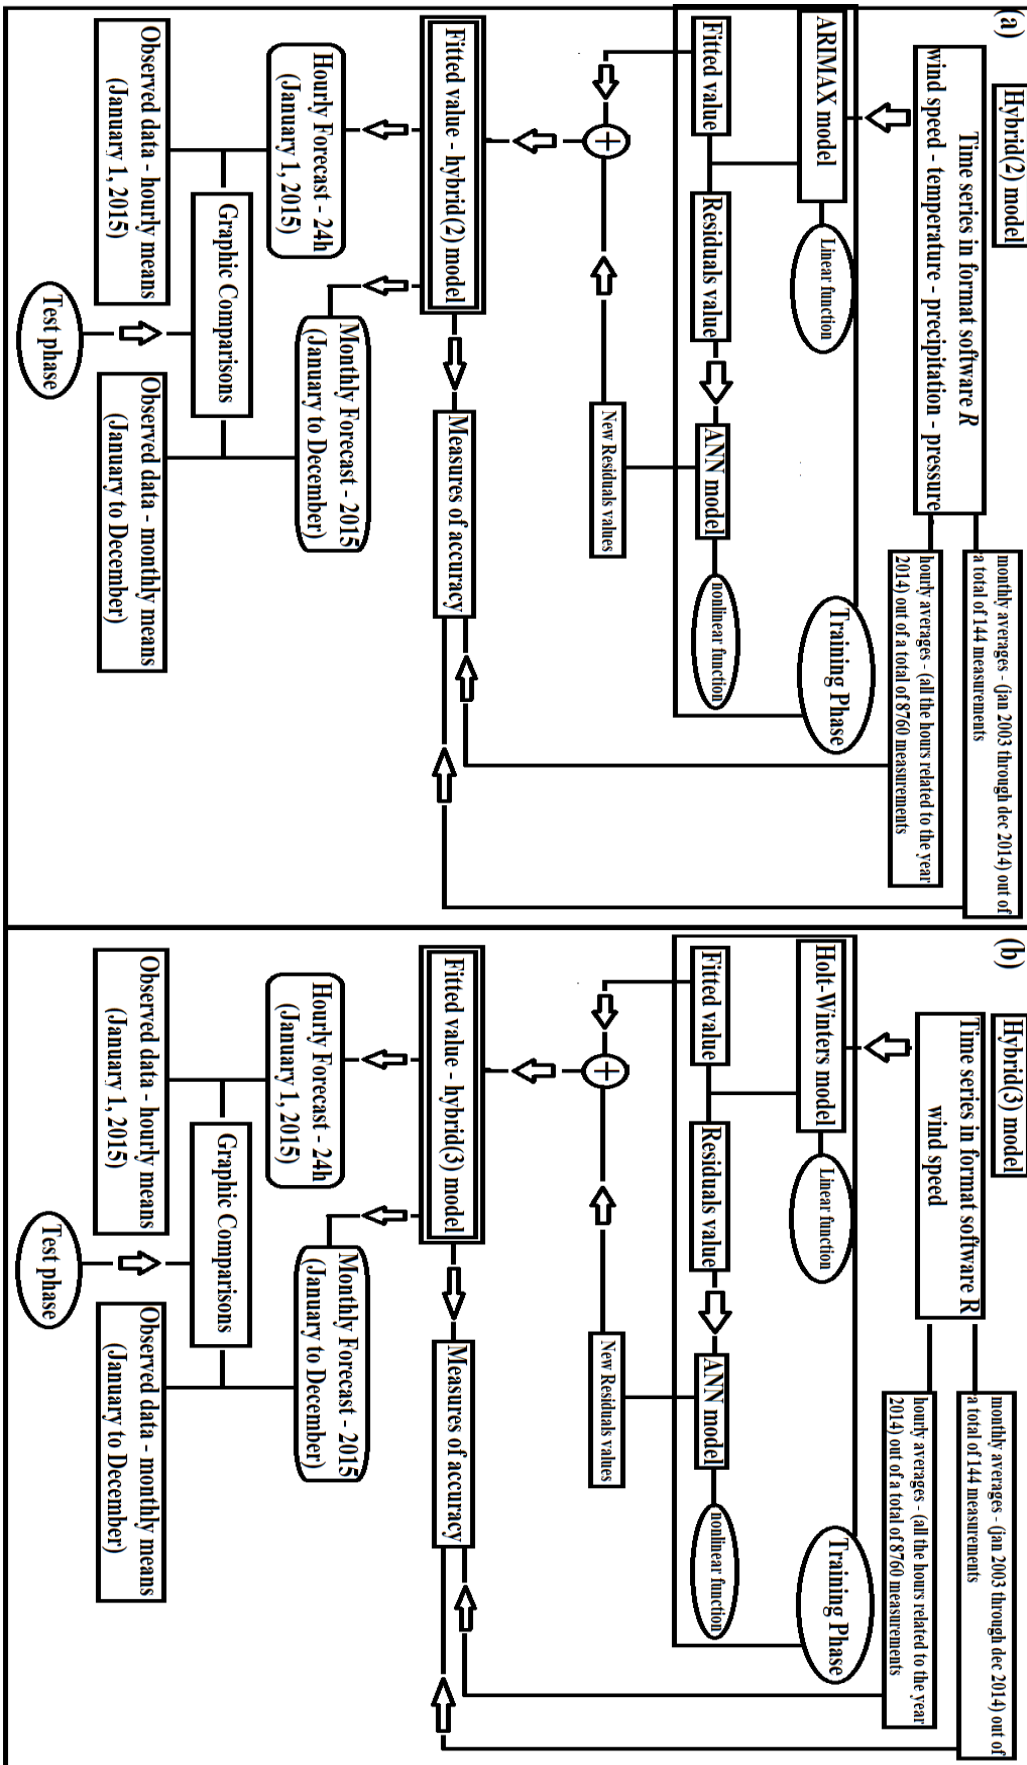 (a)
Hybrid(2) model
Time series in format software R
wind speed - temperature - precipitation - pressure
monthly averages - (jan 2003 through dec 2014) out of
a total of 144 measurements
hourly averages - (all the hours related to the year
2014) out of a total of 8760 measurements
ARIMAX model
Linear function
Training Phase
Fitted value
Residuals value
ANN model
nonlinear function
+
New Residuals values
Fitted value - hybrid(2) model
Measures of accuracy
Hourly Forecast - 24h
(January 1, 2015)
Monthly Forecast - 2015
(January to December)
Graphic Comparisons
Observed data - hourly means
(January 1, 2015)
Observed data - monthly means
(January to December)
Test phase
(b)
Hybrid(3) model
Time series in format software R
wind speed
monthly averages - (jan 2003 through dec 2014) out of
a total of 144 measurements
hourly averages - (all the hours related to the year
2014) out of a total of 8760 measurements
Holt-Winters model
Linear function
Training Phase
Fitted value
Residuals value
ANN model
nonlinear function
+
New Residuals values
Fitted value - hybrid(3) model
Measures of accuracy
Hourly Forecast - 24h
(January 1, 2015)
Monthly Forecast - 2015
(January to December)
Graphic Comparisons
Observed data - hourly means
(January 1, 2015)
Observed data - monthly means
(January to December)
Test phase